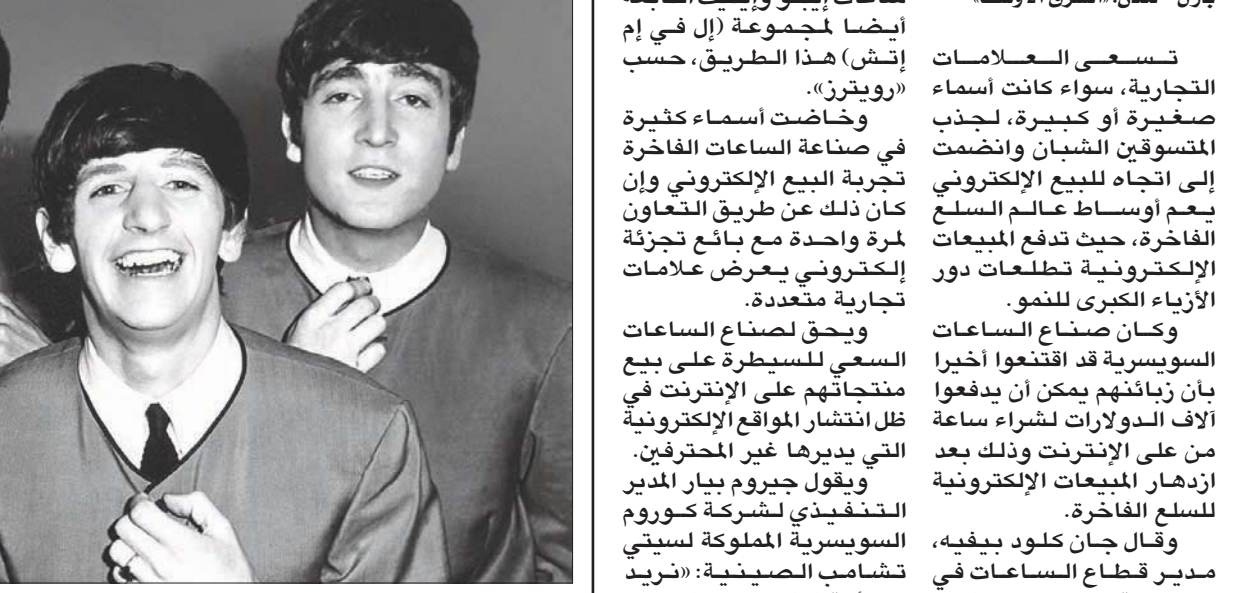 بازل - لندن: «الشرق الأوسط»
تسعى العلامات
التجارية، سواء كانت أسماء
صغيرة أو كبيرة، لجذب
المتسوقين الشبان وانضمت
إلى اتجاه للبيع الإلكتروني
يعم أوساط عالم السلع
الفاخرة، حيث تدفع المبيعات
الإلكترونية تطلعات دور
الأزياء الكبرى للنمو.
وكان صناع الساعات
السويسرية قد اقتنعوا أخيرا
بأن زبائنهم يمكن أن يدفعوا
آلاف الدولارات لشراء ساعة
من على الإنترنت وذلك بعد
ازدهار المبيعات الإلكترونية
للسلع الفاخرة.
وقال جان كلود بيفيه،
مدير قطاع الساعات في
أيضا لمجموعة (إل في إم
إتش) هذا الطريق، حسب
«رويترز».
وخاضت أسماء كثيرة
في صناعة الساعات الفاخرة
تجربة البيع الإلكتروني وإن
كان ذلك عن طريق التعاون
لمرة واحدة مع بائع تجزئة
إلكتروني يعرض علامات
تجارية متعددة.
ويحق لصناع الساعات
السعي للسيطرة على بيع
منتجاتهم على الإنترنت في
ظل انتشار المواقع الإلكترونية
التي يديرها غير المحترفين.
ويقول جيروم بيار المدير
التنفيذي لشركة كوروم
السويسرية المملوكة لسيتي
تشامب الصينية: «نريد